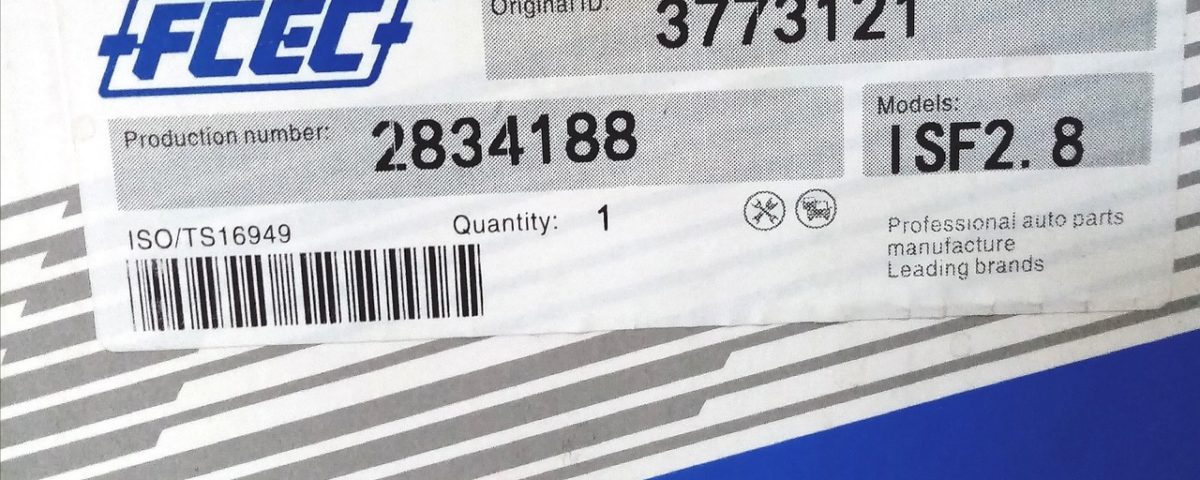 FCEC
Original ID: 3773121
Production number: 2834188
Models:
ISF2.8
ISO/TS16949
Quantity: 1
Professional auto parts
manufacture
Leading brands